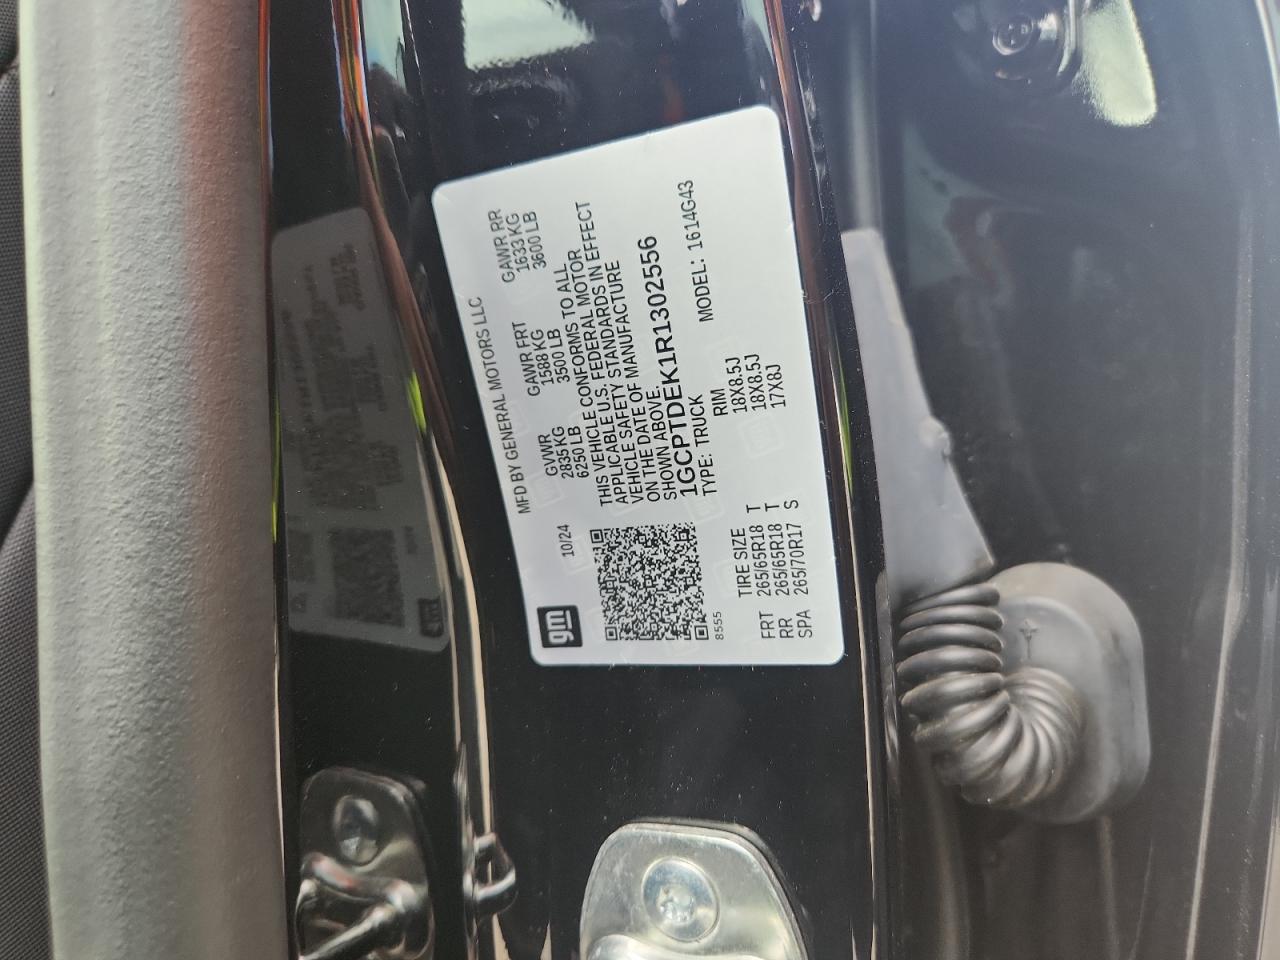 gm
MFD BY GENERAL MOTORS LLC
10/24
GVWR GAWR FRT GAWR RR
2835 KG 1588 KG 1633 KG
6250 LB 3500 LB 3600 LB
THIS VEHICLE CONFORMS TO ALL
APPLICABLE U.S. FEDERAL MOTOR
VEHICLE SAFETY STANDARDS IN EFFECT
ON THE DATE OF MANUFACTURE
SHOWN ABOVE.
1GCPTDEK1R1302556
TYPE: TRUCK MODEL: 1614G43
8555
TIRE SIZE RIM
FRT 265/65R18 T 18X8.5J
RR 265/65R18 T 18X8.5J
SPA 265/70R17 S 17X8J